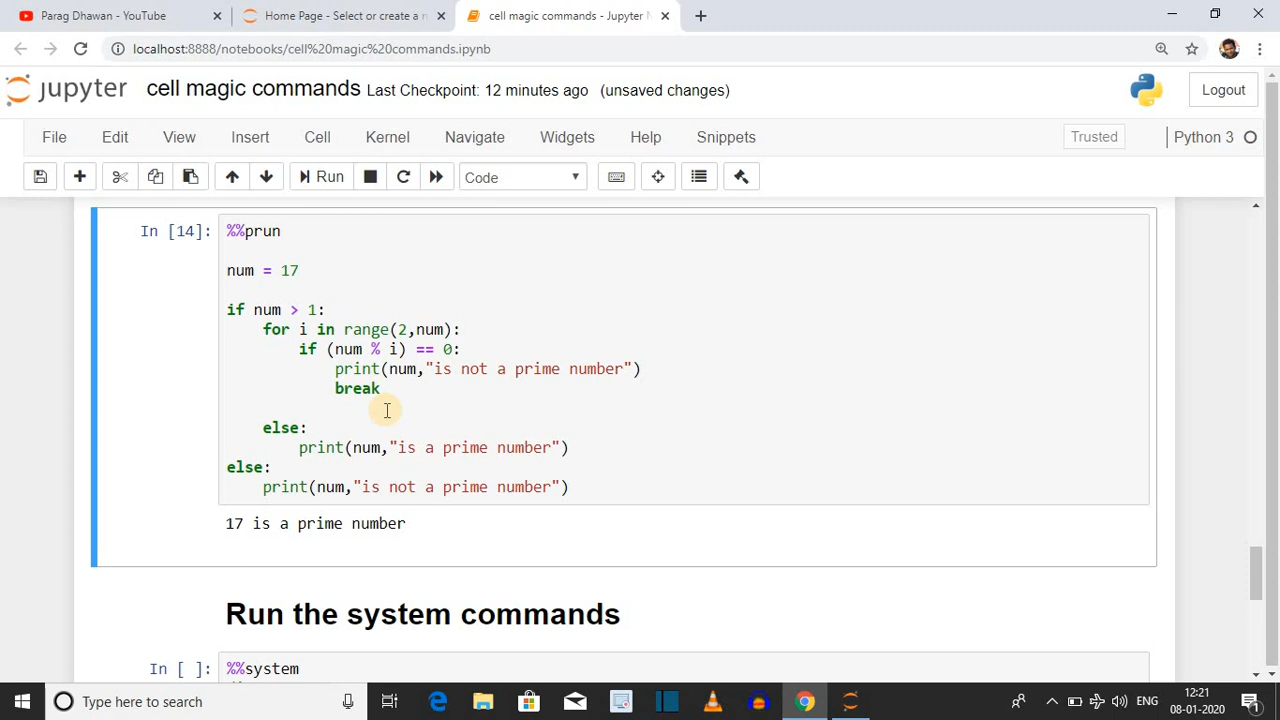 Parag Dhawan - YouTube
Home Page - Select or create a n
cell magic commands - Jupyter N
localhost:8888/notebooks/cell%20magic%20commands.ipynb
jupyter cell magic commands Last Checkpoint: 12 minutes ago (unsaved changes)
Logout
File Edit View Insert Cell Kernel Navigate Widgets Help Snippets
Trusted
Python 3
Run
Code
In [14]:
%%prun
num = 17
if num > 1:
for i in range(2,num):
if (num % i) == 0:
print(num,"is not a prime number")
break
else:
print(num,"is a prime number")
else:
print(num,"is not a prime number")
17 is a prime number
Run the system commands
In [ ]:
%%system
Type here to search
ENG
12:21
08-01-2020